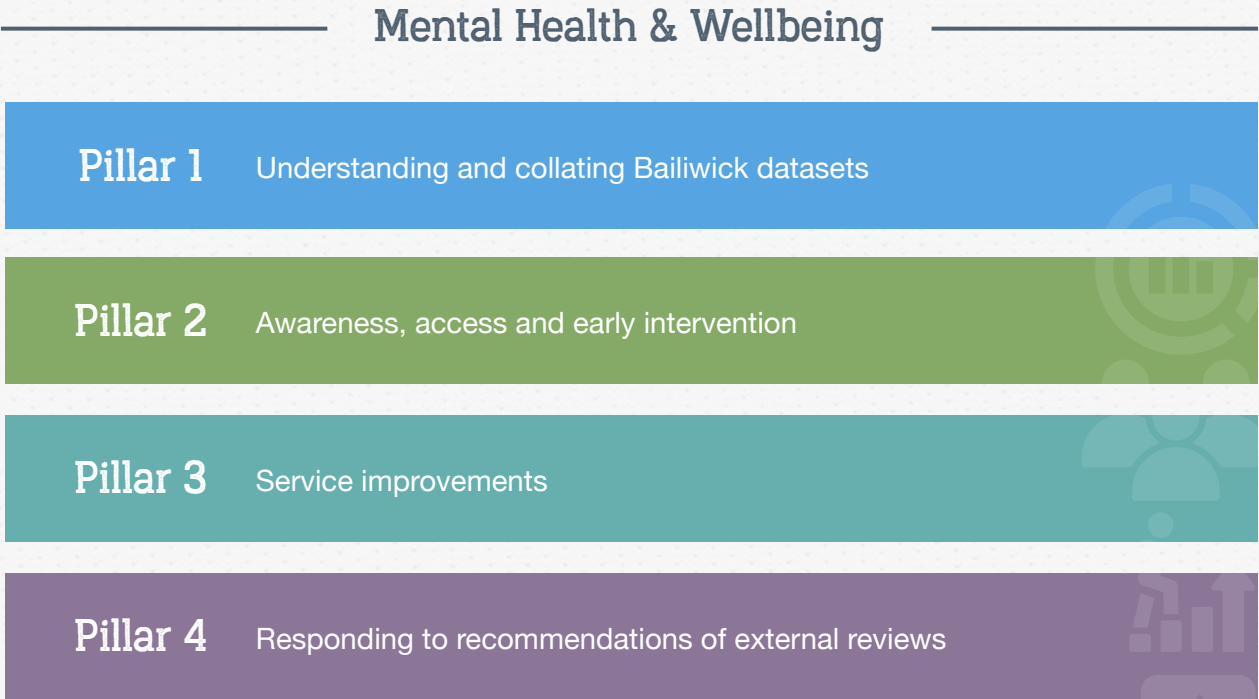 Mental Health & Wellbeing
Pillar 1 Understanding and collating Bailiwick datasets
Pillar 2 Awareness, access and early intervention
Pillar 3 Service improvements
Pillar 4 Responding to recommendations of external reviews